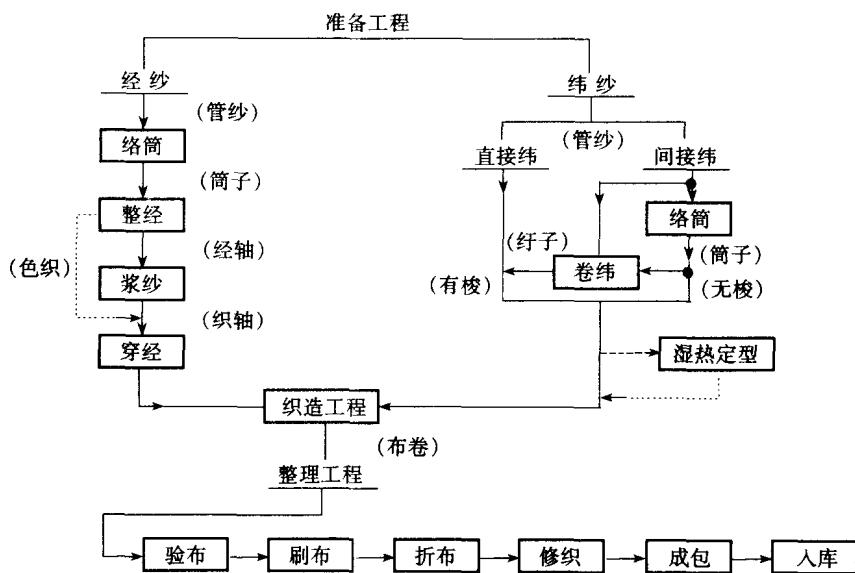 准备工程
经纱
纬纱
(管纱)
(管纱)
络筒
直接纬
间接纬
(筒子)
整经
络筒
(色织)
(经轴)
(纡子)
(筒子)
浆纱
(有梭)
卷纬
(无梭)
(织轴)
穿经
湿热定型
织造工程
(布卷)
整理工程
验布
刷布
折布
修织
成包
入库